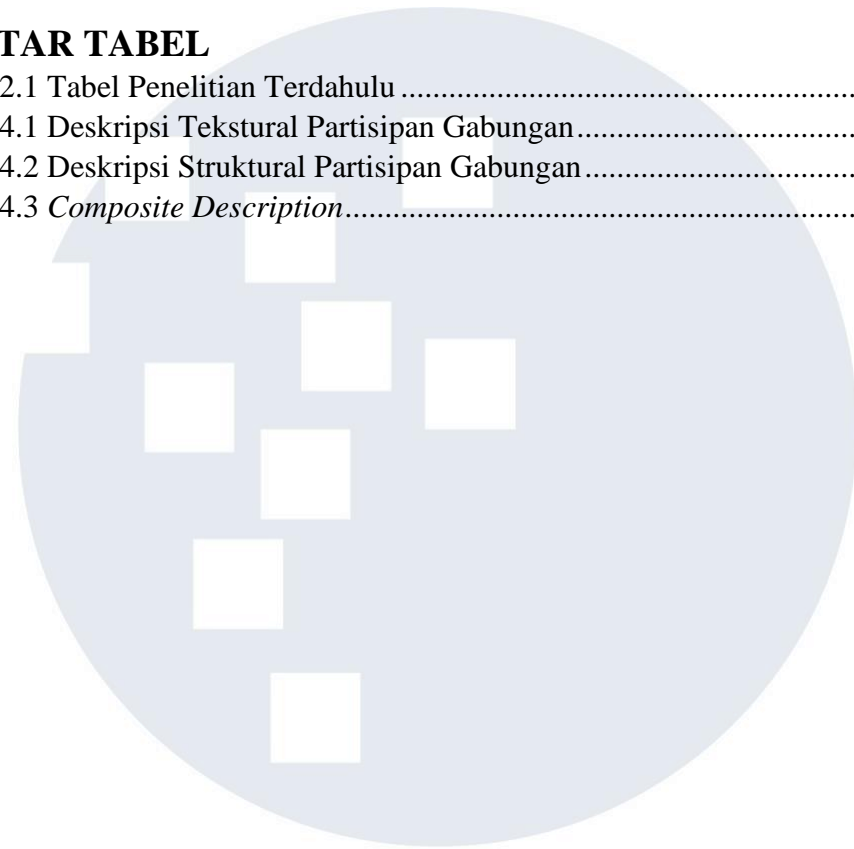 TAR TABEL
2.1 Tabel Penelitian Terdahulu ................................................................
4.1 Deskripsi Tekstural Partisipan Gabungan........................................
4.2 Deskripsi Struktural Partisipan Gabungan.......................................
4.3 Composite Description.......................................................................